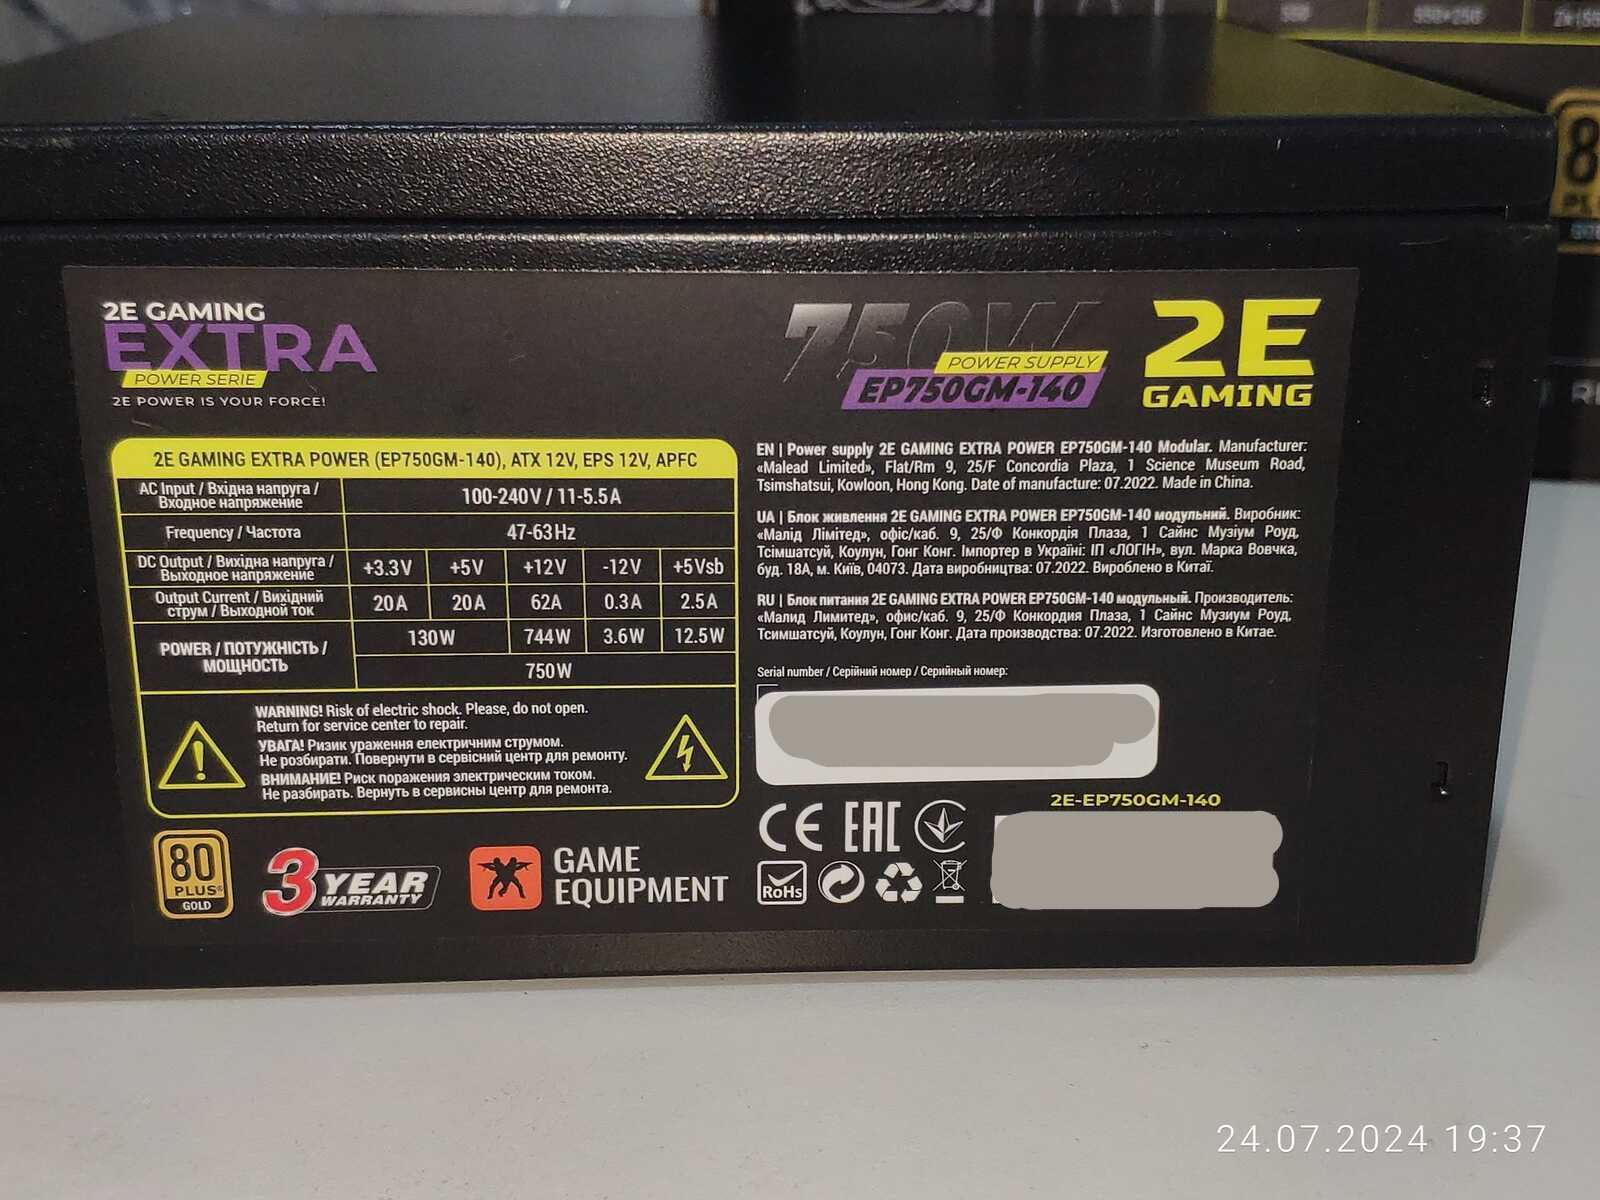 2E GAMING
EXTRA
POWER SERIE
2E POWER IS YOUR FORCE!
750W
POWER SUPPLY
EP750GM-140
2E
GAMING
2E GAMING EXTRA POWER (EP750GM-140), ATX 12V, EPS 12V, APFC
AC Input / Вхідна напруга /
Входное напряжение
100-240V / 11-5.5A
Frequency / Частота
47-63Hz
DC Output / Вихідна напруга /
Выходное напряжение
+3.3V +5V +12V -12V +5Vsb
Output Current / Вихідний
струм / Выходной ток
20A 20A 62A 0.3A 2.5A
POWER / ПОТУЖНІСТЬ /
МОЩНОСТЬ
130W 744W 3.6W 12.5W
750W
WARNING! Risk of electric shock. Please, do not open.
Return for service center to repair.
УВАГА! Ризик ураження електричним струмом.
Не розбирати. Повернути в сервісний центр для ремонту.
ВНИМАНИЕ! Риск поражения электрическим током.
Не разбирать. Вернуть в сервисны центр для ремонта.
80
PLUS®
GOLD
3 YEAR
WARRANTY
GAME
EQUIPMENT
EN | Power supply 2E GAMING EXTRA POWER EP750GM-140 Modular. Manufacturer:
«Malead Limited», Flat/Rm 9, 25/F Concordia Plaza, 1 Science Museum Road,
Tsimshatsui, Kowloon, Hong Kong. Date of manufacture: 07.2022. Made in China.
UA | Блок живлення 2E GAMING EXTRA POWER EP750GM-140 модульний. Виробник:
«Малід Лімітед», офіс/каб. 9, 25/Ф Конкордія Плаза, 1 Сайнс Музіум Роуд,
Тсімшатсуй, Коулун, Гонг Конг. Імпортер в Україні: ІП «ЛОГІН», вул. Марка Вовчка,
буд. 18А, м. Київ, 04073. Дата виробництва: 07.2022. Вироблено в Китаї.
RU | Блок питания 2E GAMING EXTRA POWER EP750GM-140 модульный. Производитель:
«Малид Лимитед», офис/каб. 9, 25/Ф Конкордия Плаза, 1 Сайнс Музиум Роуд,
Тсимшатсуй, Коулун, Гонг Конг. Дата производства: 07.2022. Изготовлено в Китае.
Serial number / Серійний номер / Серийный номер:
CE EAC
2E-EP750GM-140
RoHS
24.07.2024 19:37